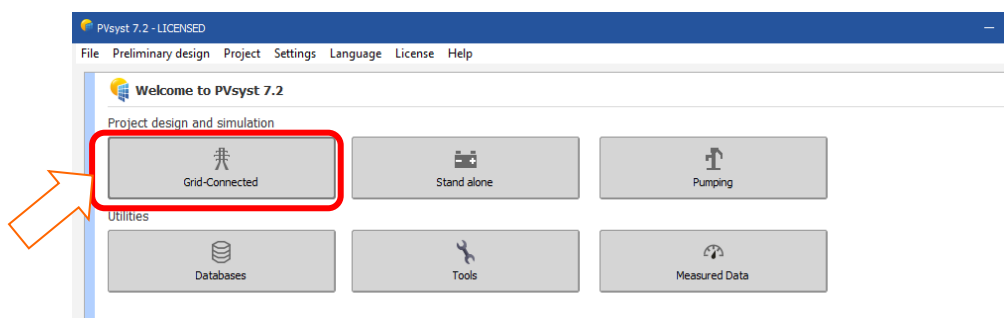 PVsyst 7.2 - LICENSED
File Preliminary design Project Settings Language License Help
Welcome to PVsyst 7.2
Project design and simulation
Grid-Connected Stand alone Pumping
Utilities
Databases Tools Measured Data